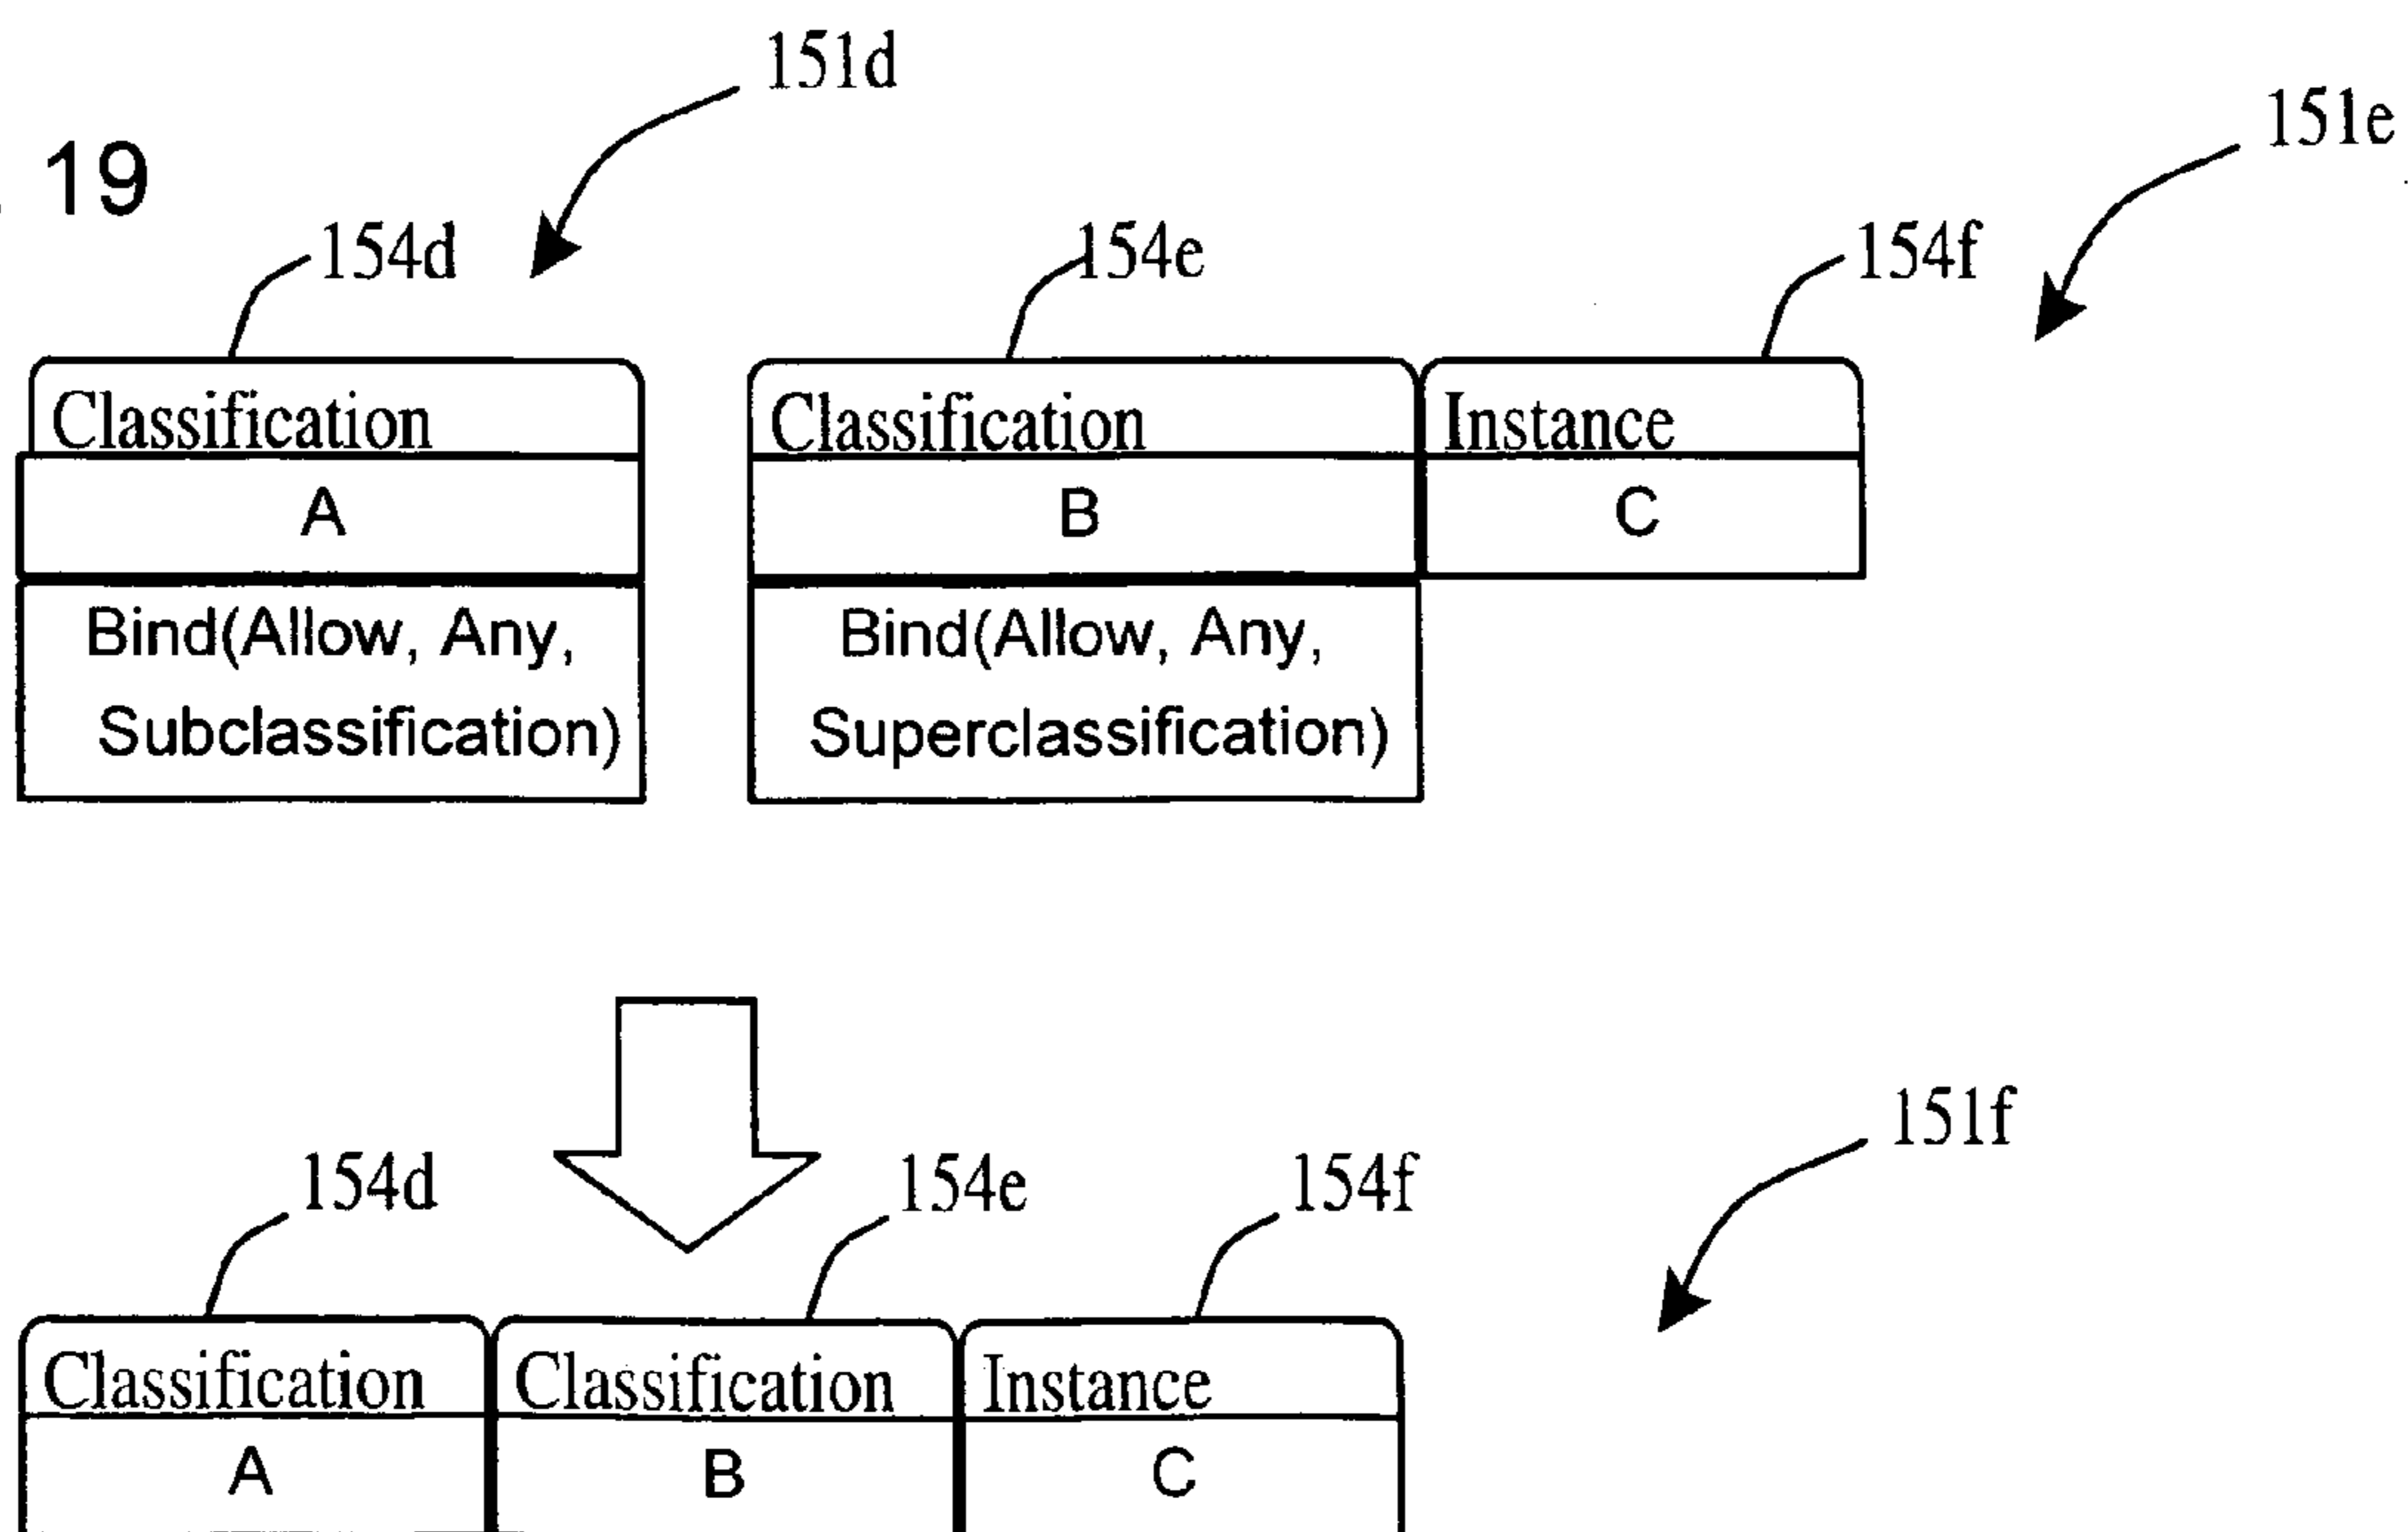 151d
151e
19
154d
154e
154f
Classification
Classification
Instance
A
B
C
Bind(Allow, Any,
Subclassification)
Bind(Allow, Any,
Superclassification)
151f
154d
154e
154f
Classification
Classification
Instance
A
B
C